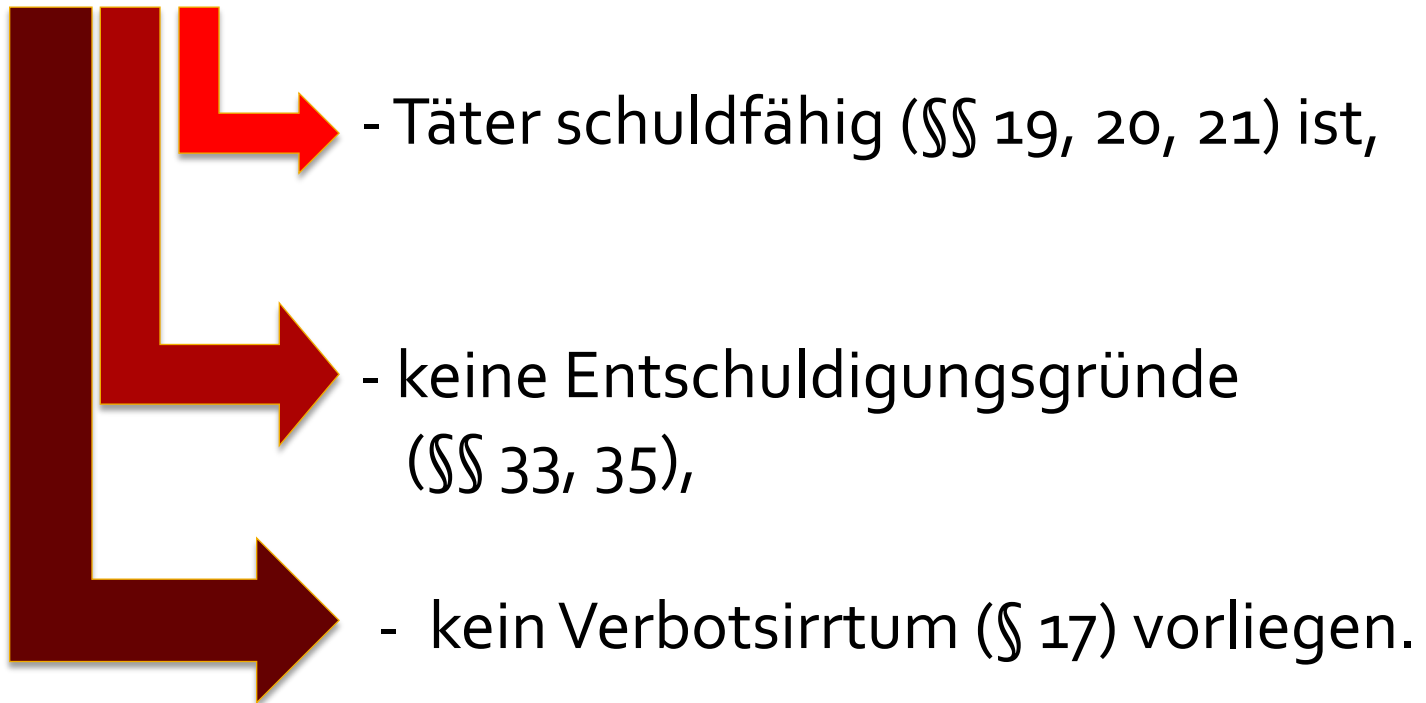 - Täter schuldfähig (§§ 19, 20, 21) ist,
- keine Entschuldigungsgründe
(§§ 33, 35),
- kein Verbotsirrtum (§ 17) vorliegen.